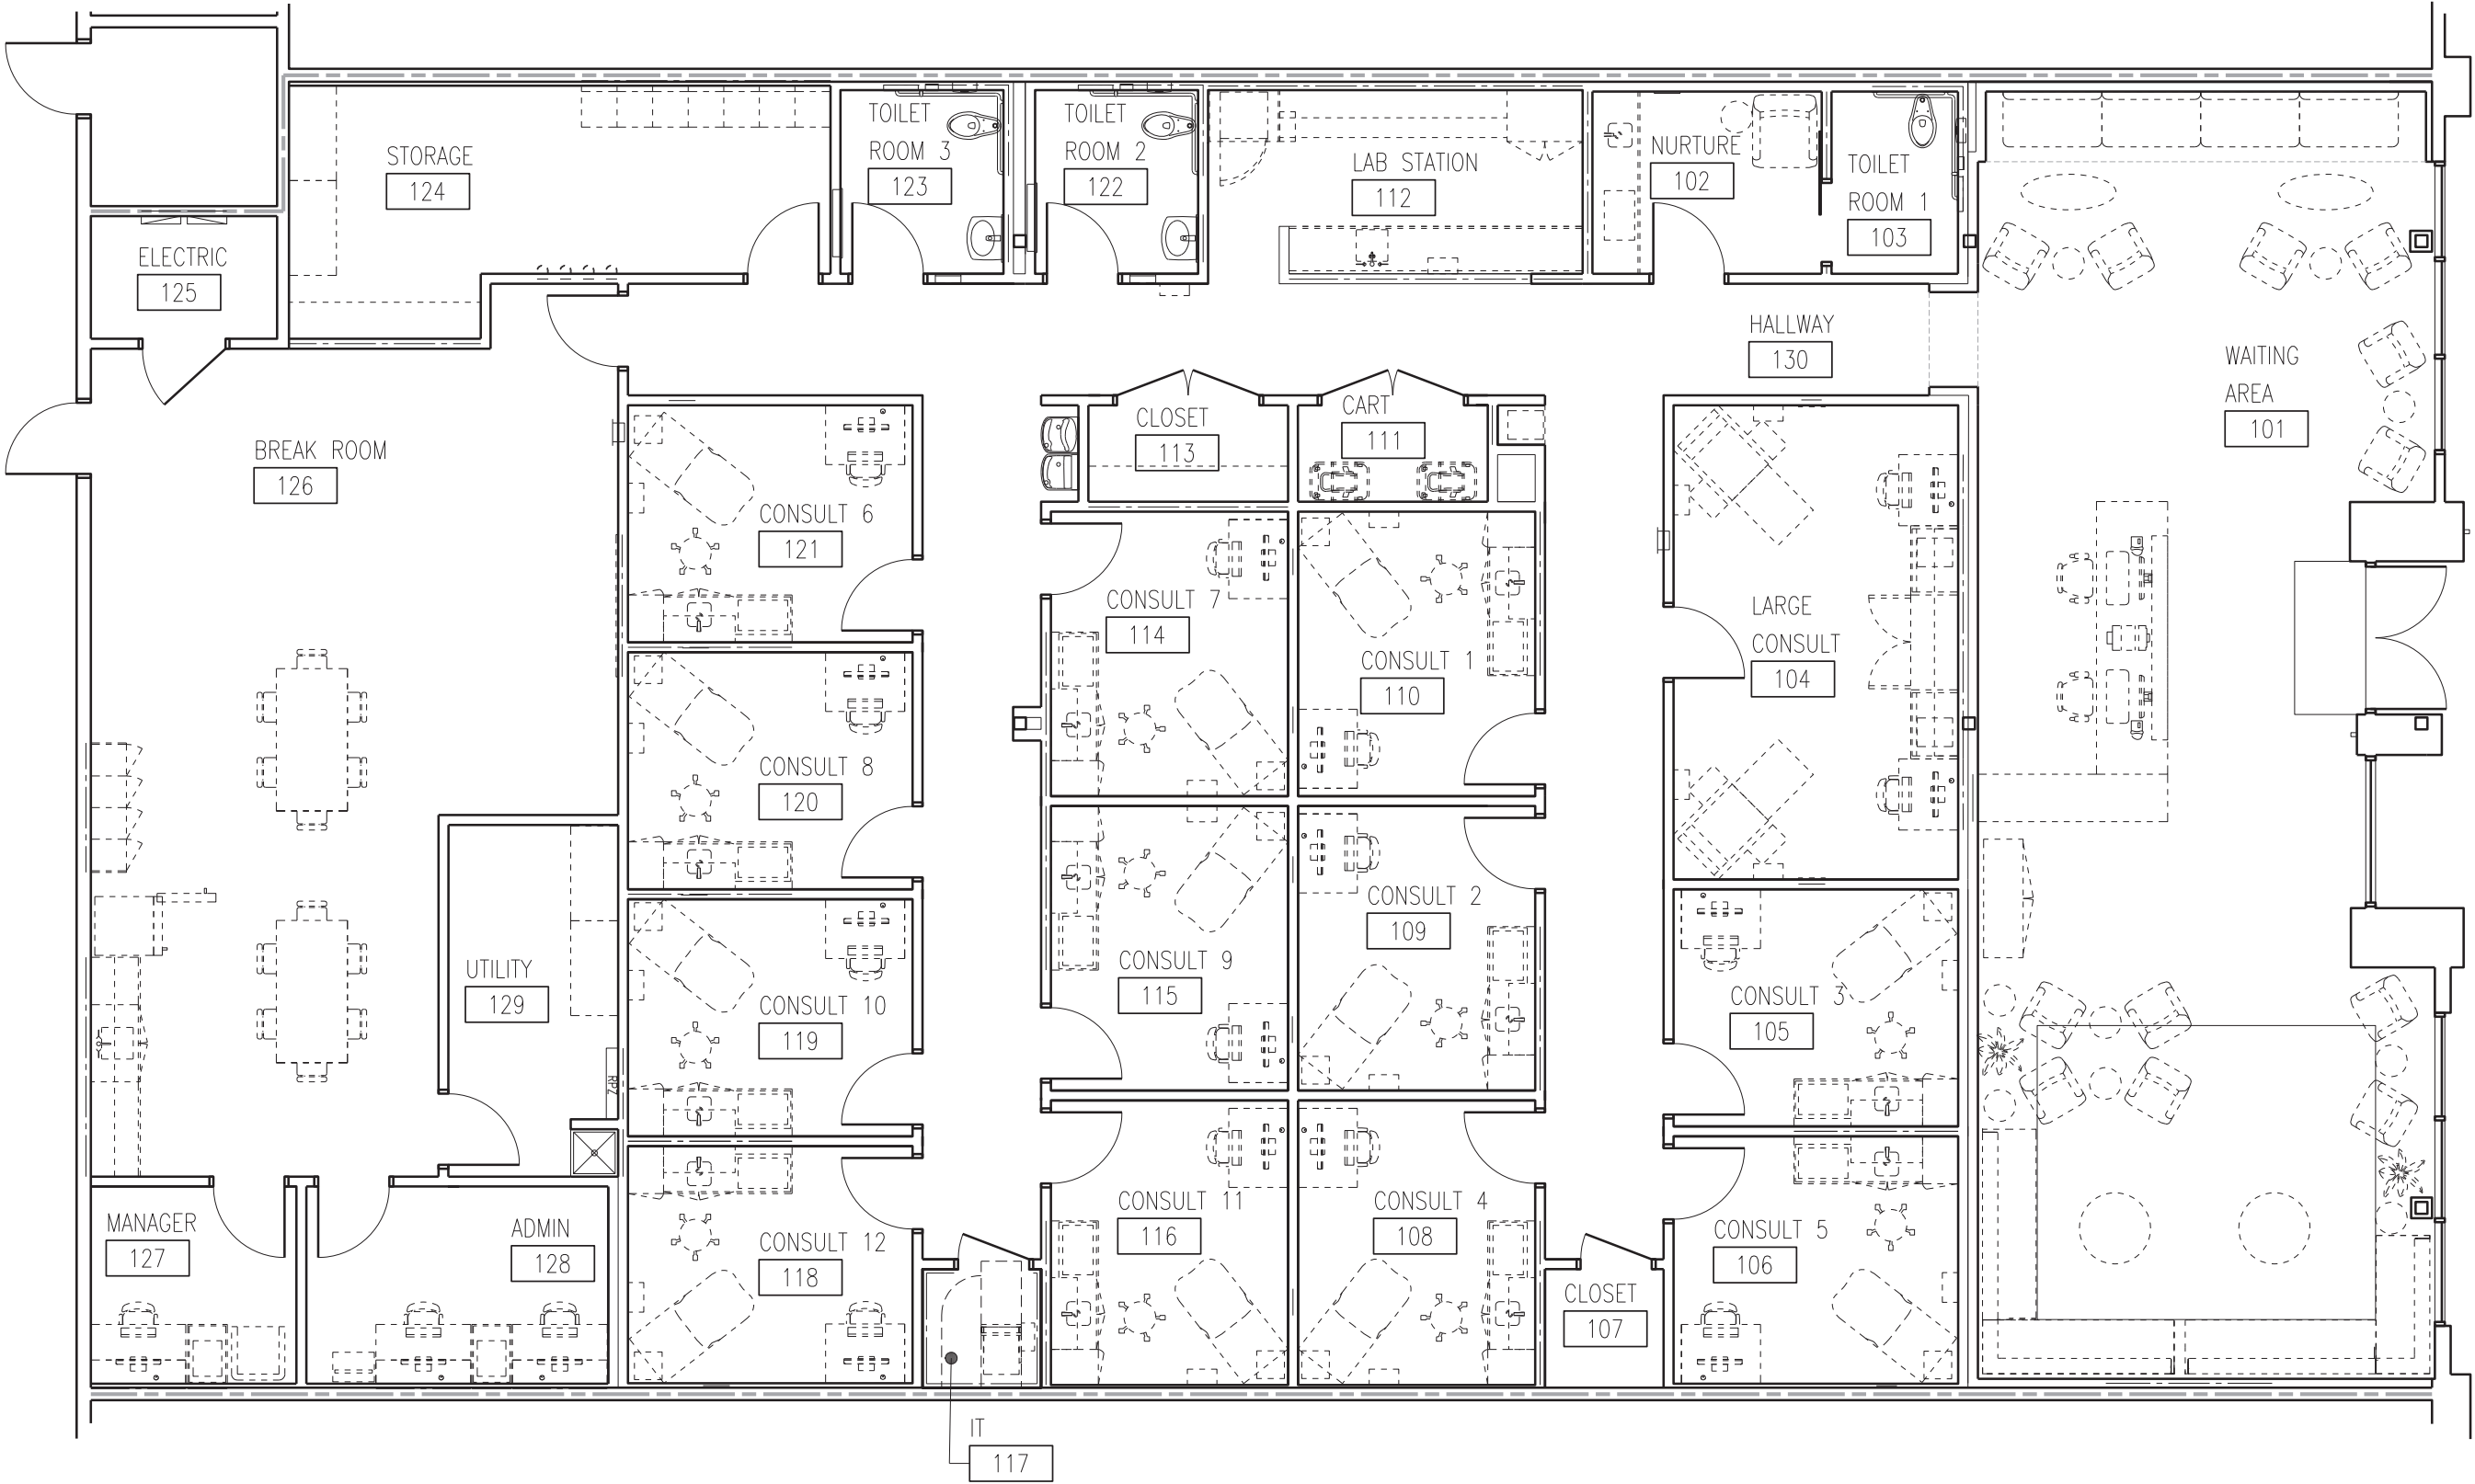 STORAGE
124
TOILET
ROOM 3
123
TOILET
ROOM 2
122
LAB STATION
112
NURTURE
102
TOILET
ROOM 1
103
ELECTRIC
125
HALLWAY
130
WAITING
AREA
101
BREAK ROOM
126
CLOSET
113
CART
111
CONSULT 6
121
CONSULT 7
114
CONSULT 1
110
LARGE
CONSULT
104
CONSULT 8
120
CONSULT 2
109
CONSULT 9
115
UTILITY
129
CONSULT 10
119
CONSULT 3
105
RPZ
MANAGER
127
ADMIN
128
CONSULT 12
118
CONSULT 11
116
CONSULT 4
108
CLOSET
107
CONSULT 5
106
IT
117